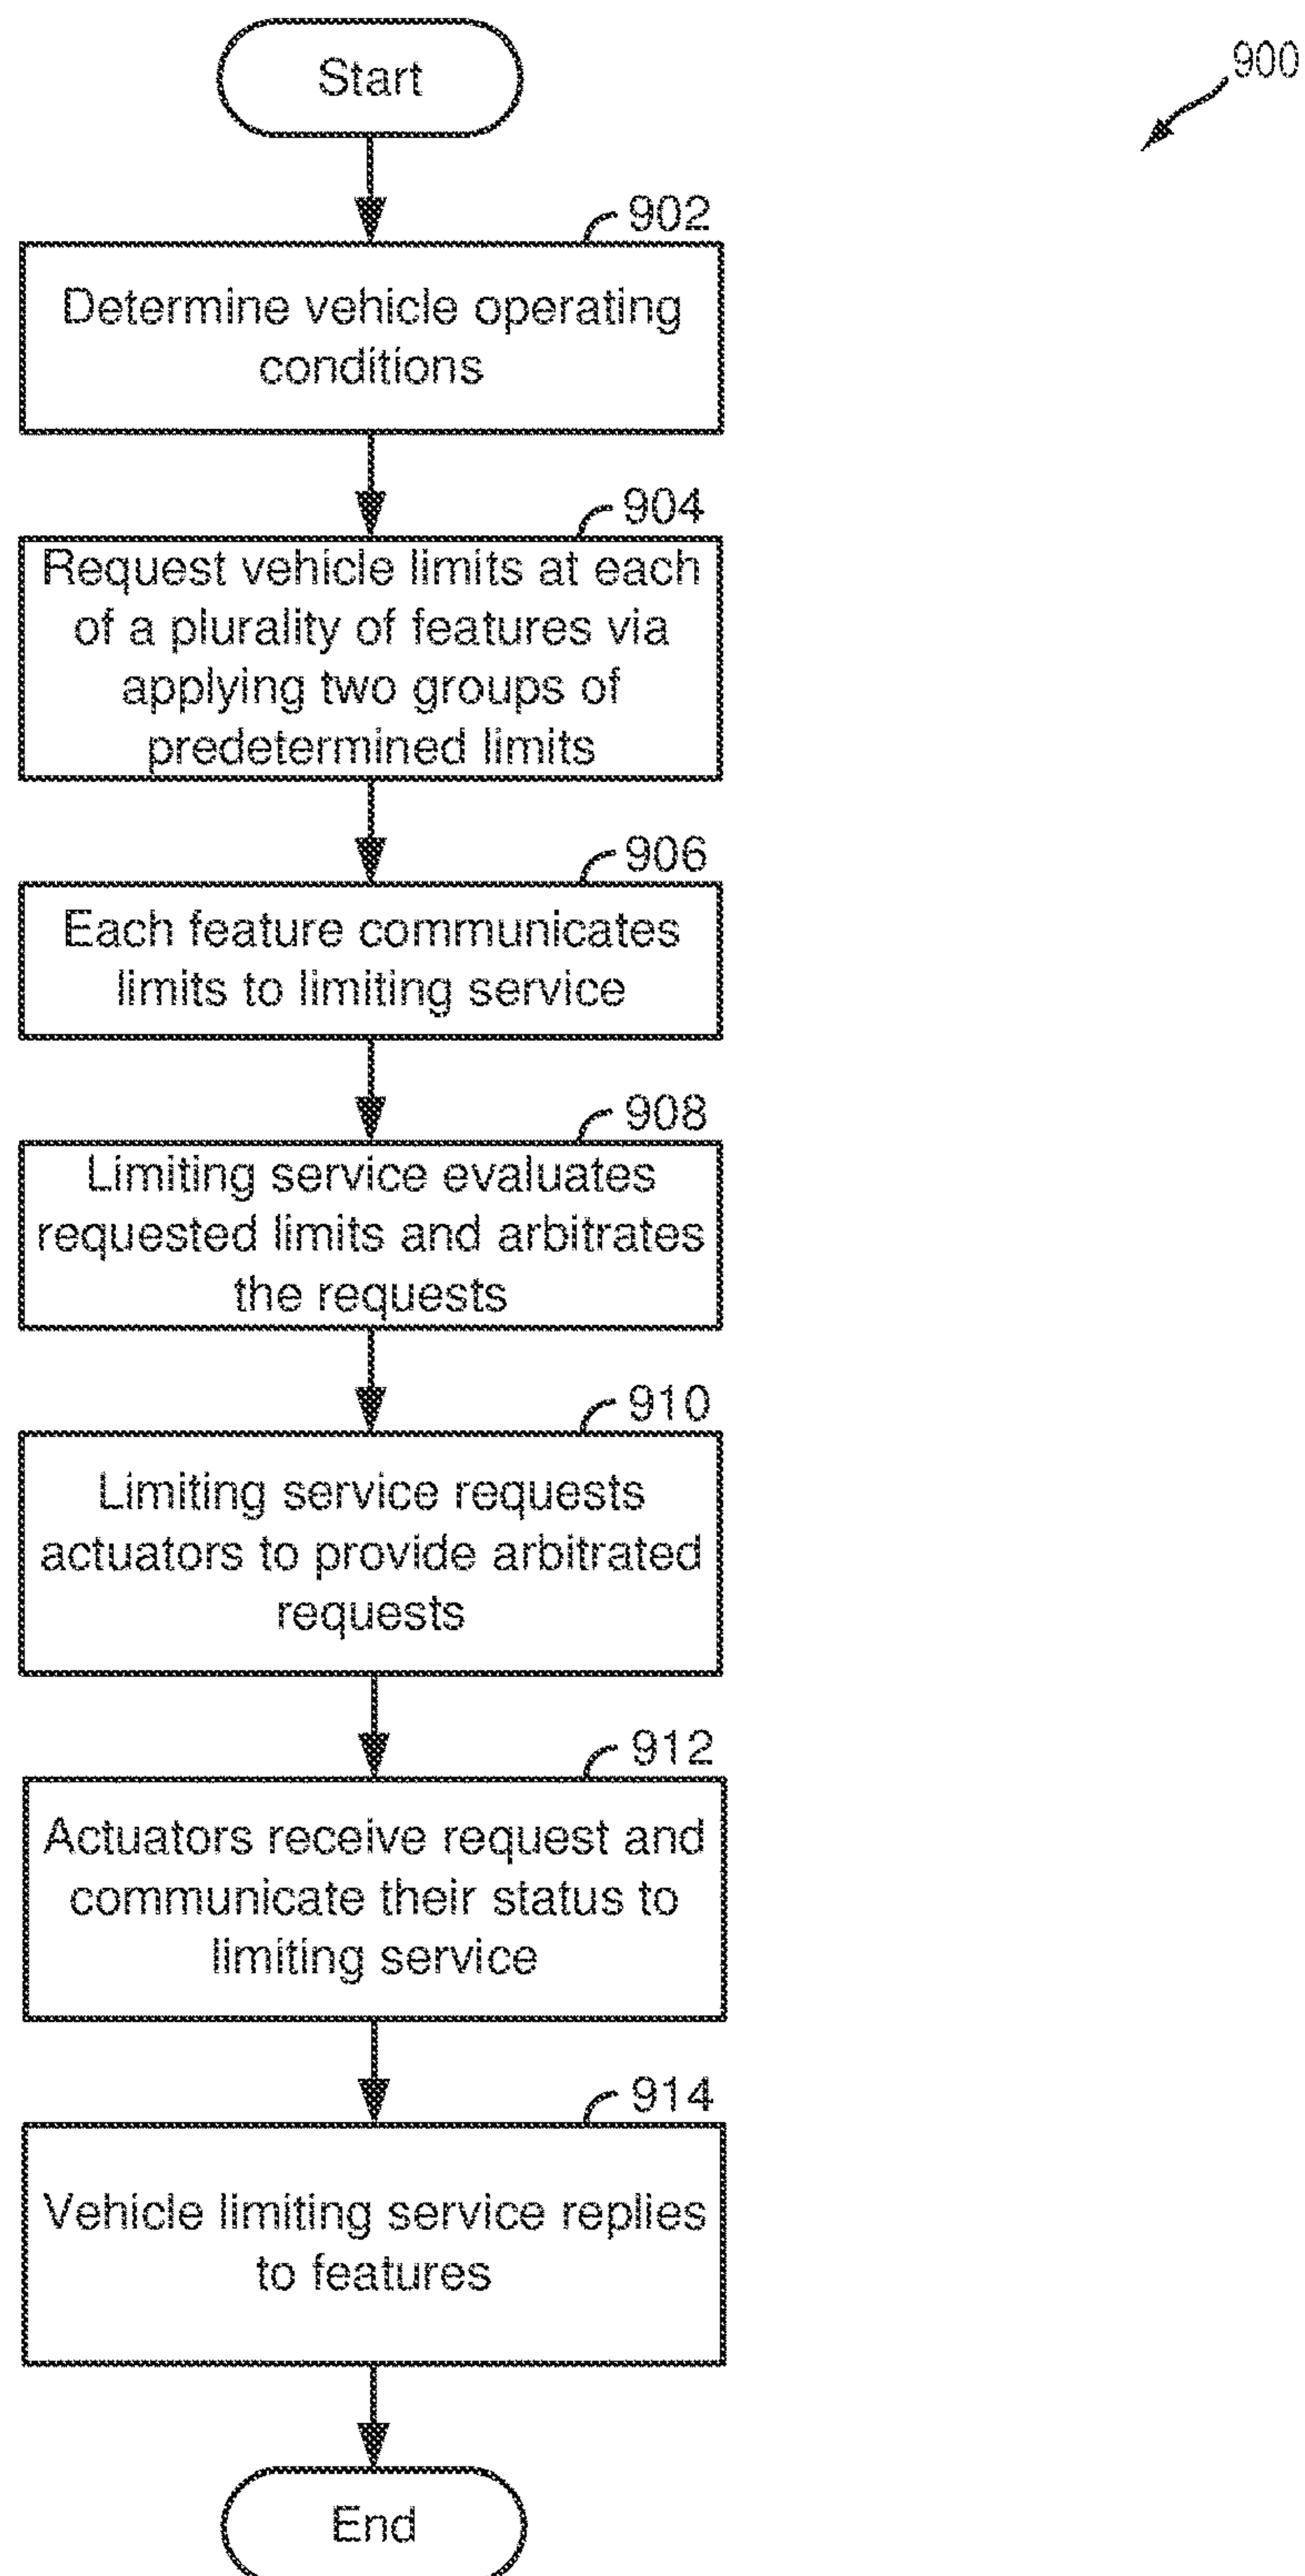 Start
900
902
Determine vehicle operating
conditions
904
Request vehicle limits at each
of a plurality of features via
applying two groups of
predetermined limits
906
Each feature communicates
limits to limiting service
908
Limiting service evaluates
requested limits and arbitrates
the requests
910
Limiting service requests
actuators to provide arbitrated
requests
912
Actuators receive request and
communicate their status to
limiting service
914
Vehicle limiting service replies
to features
End